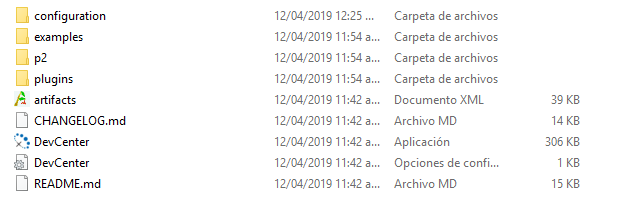 configuration 12/04/2019 12:25 ... Carpeta de archivos
examples 12/04/2019 11:54 a... Carpeta de archivos
p2 12/04/2019 11:54 a... Carpeta de archivos
plugins 12/04/2019 11:54 a... Carpeta de archivos
artifacts 12/04/2019 11:42 a... Documento XML 39 KB
CHANGELOG.md 12/04/2019 11:42 a... Archivo MD 14 KB
DevCenter 12/04/2019 11:42 a... Aplicación 306 KB
DevCenter 12/04/2019 11:42 a... Opciones de confi... 1 KB
README.md 12/04/2019 11:42 a... Archivo MD 15 KB